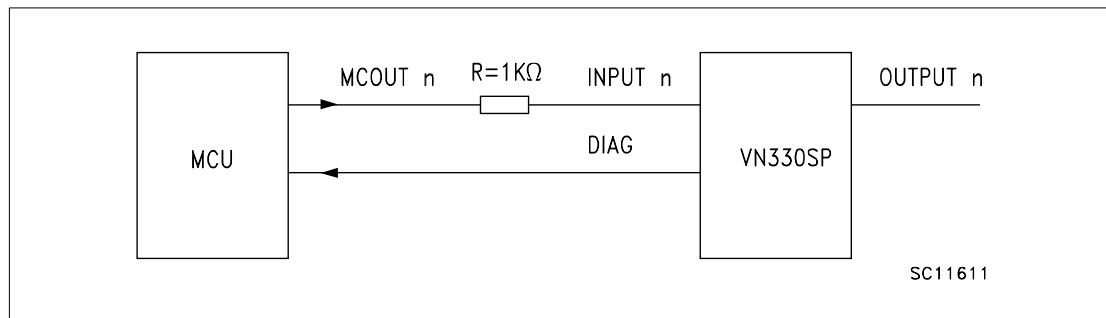 MCOUT n
R=1KΩ
INPUT n
OUTPUT n
DIAG
MCU
VN330SP
SC11611